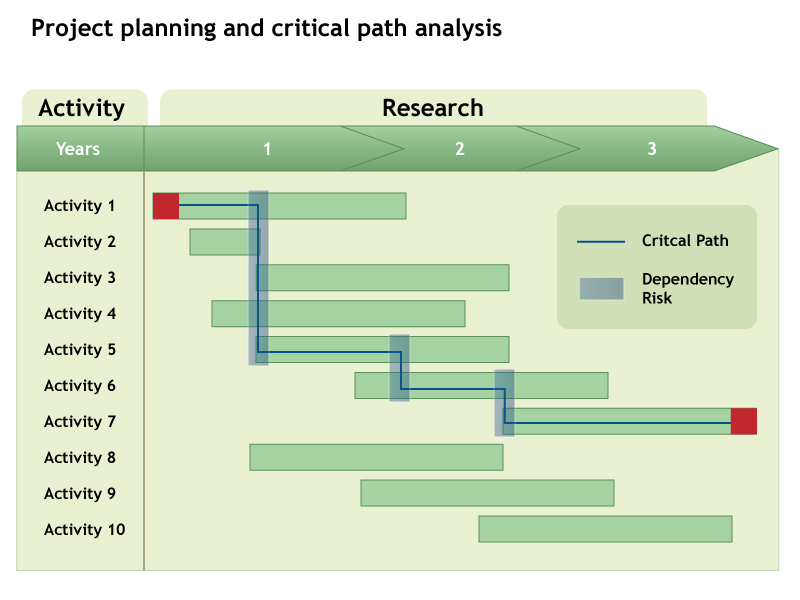 Project planning and critical path analysis
Activity
Research
Years
1
2
3
Activity 1
Activity 2
Activity 3
Activity 4
Activity 5
Activity 6
Activity 7
Activity 8
Activity 9
Activity 10
Critcal Path
Dependency
Risk